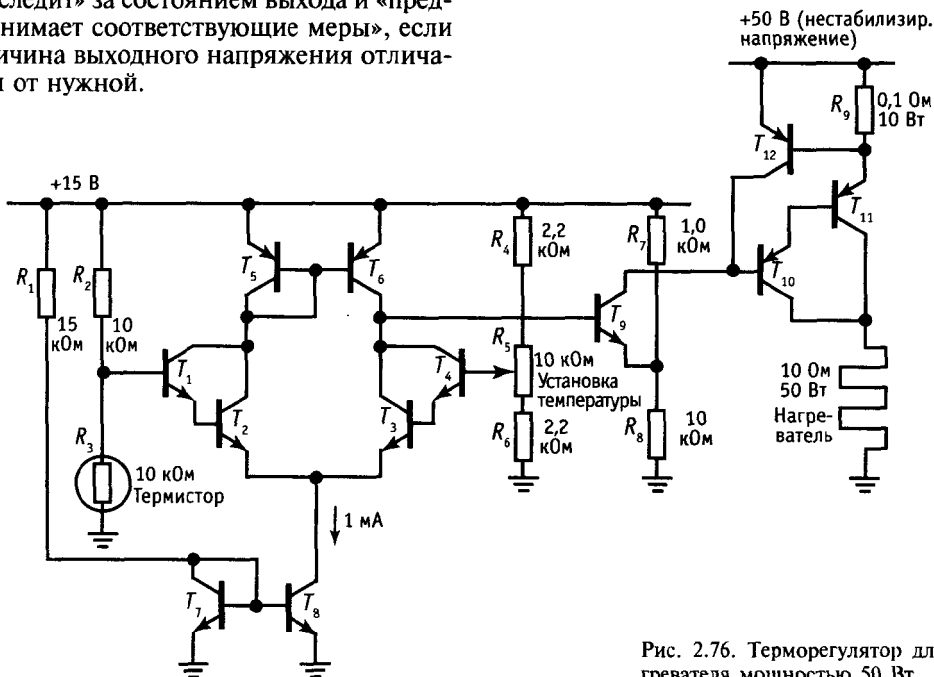 следит» за состоянием выхода и «пред-
нимает соответствующие меры», если
ичина выходного напряжения отлича-
от нужной.
+50 В (нестабилизир.
напряжение)
R9
0,1 Ом
10 Вт
T12
T11
T10
+15 В
R1
15
кОм
R2
10
кОм
T5
T6
R4
2,2
кОм
R7
1,0
кОм
T9
T1
T2
T4
T3
R5
10 кОм
Установка
температуры
R6
2,2
кОм
R8
10
кОм
10 Ом
50 Вт
Нагре-
ватель
R3
10 кОм
Термистор
1 мА
T7
T8
Рис. 2.76. Терморегулятор дл
гревателя мощностью 50 Вт